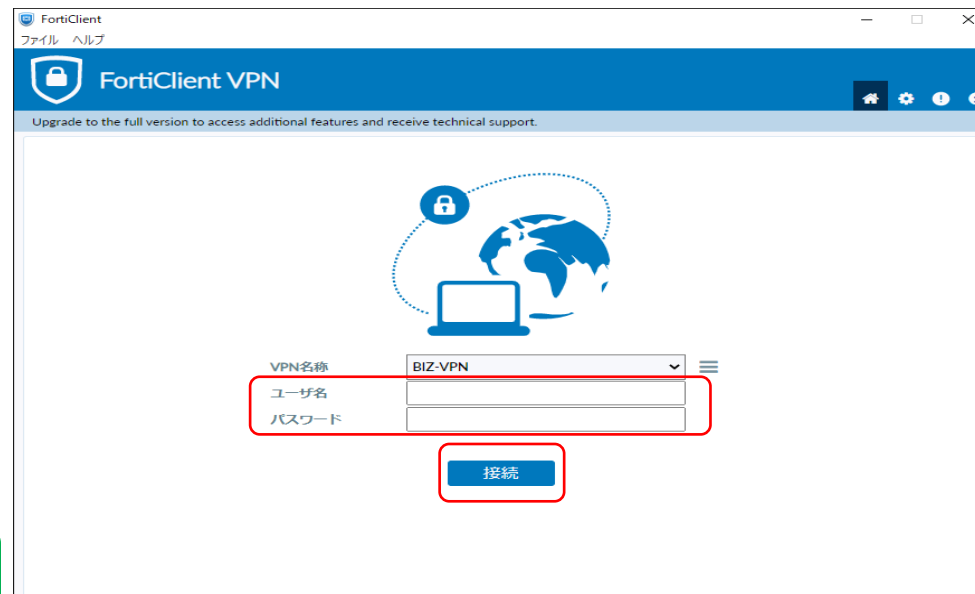 FortiClient
ファイル ヘルプ
FortiClient VPN
Upgrade to the full version to access additional features and receive technical support.
VPN名称 BIZ-VPN
ユーザ名
パスワード
接続